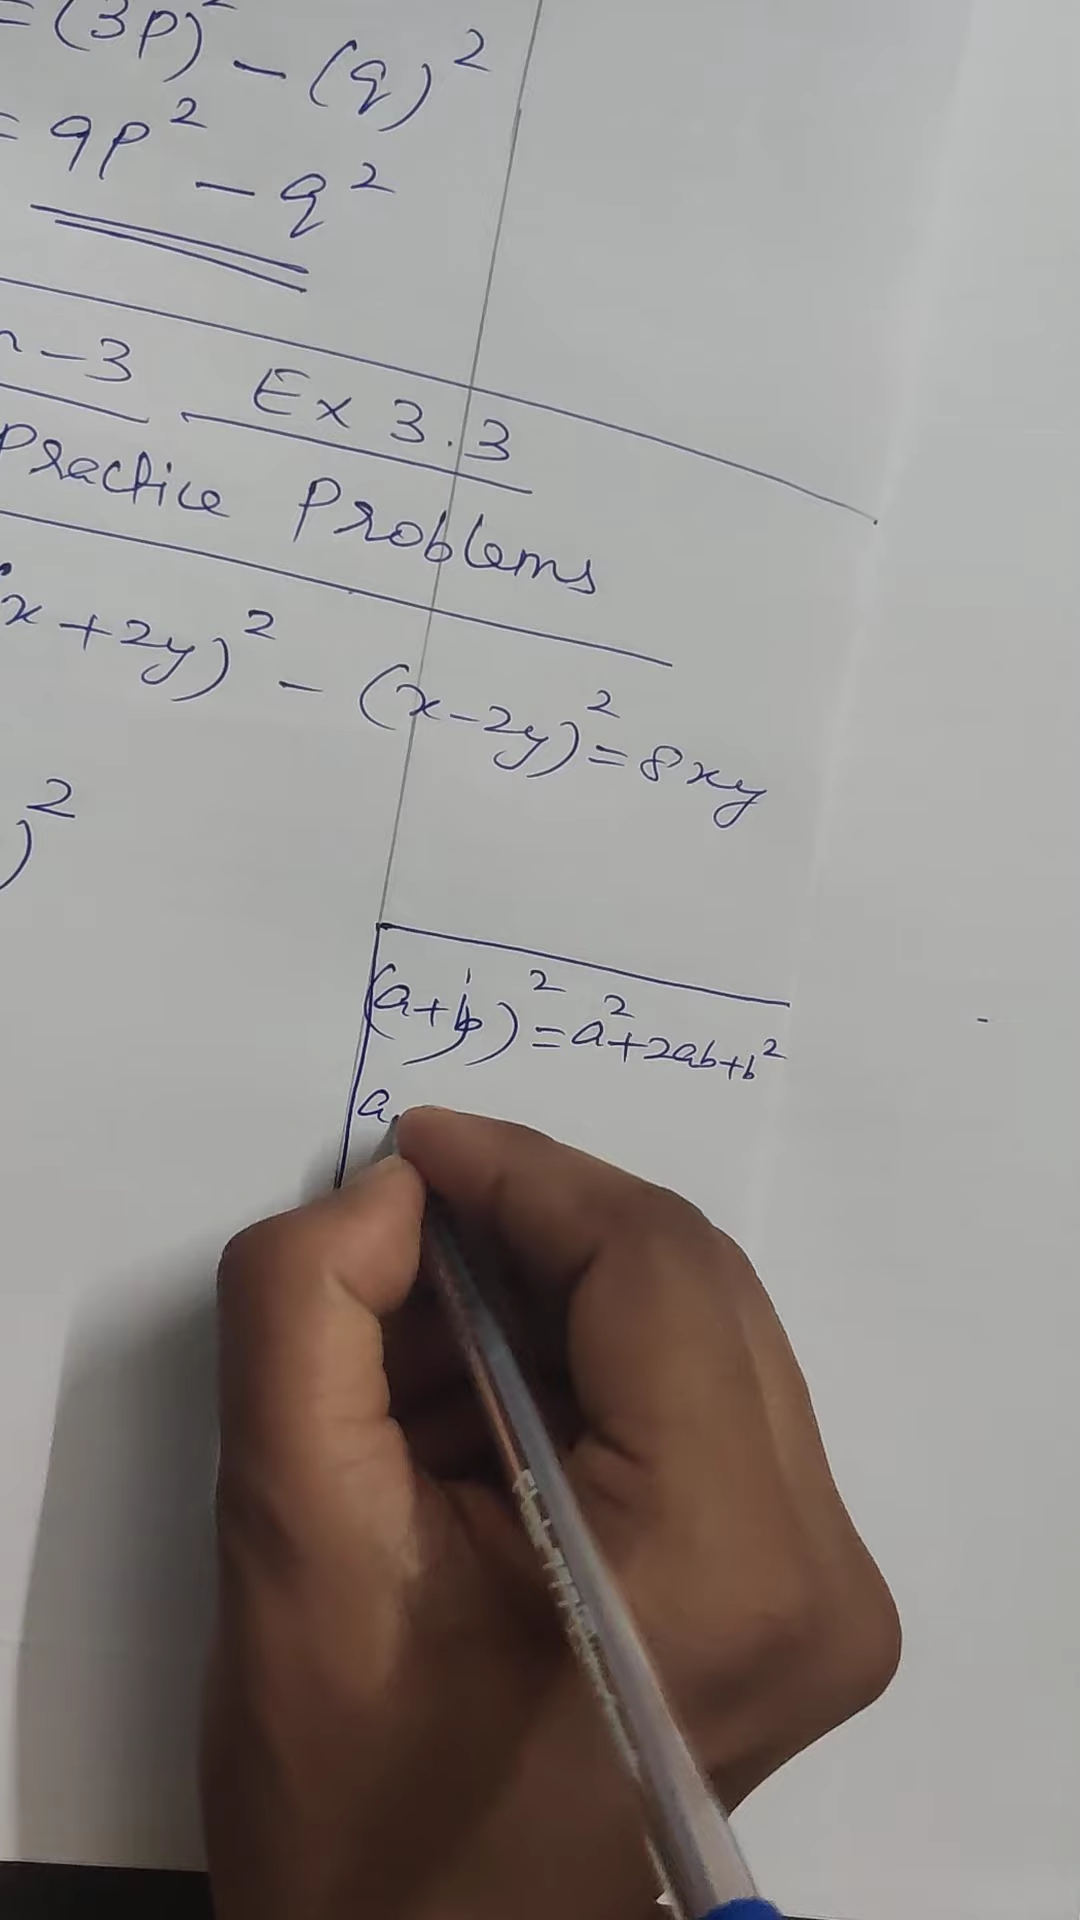 = (3p)² - (q)²
= 9p² - q²
n-3 Ex 3.3
Practice Problems
x + 2y)² - (x-2y)² = 8xy
)²
(a+b)² = a²+2ab+b²
a